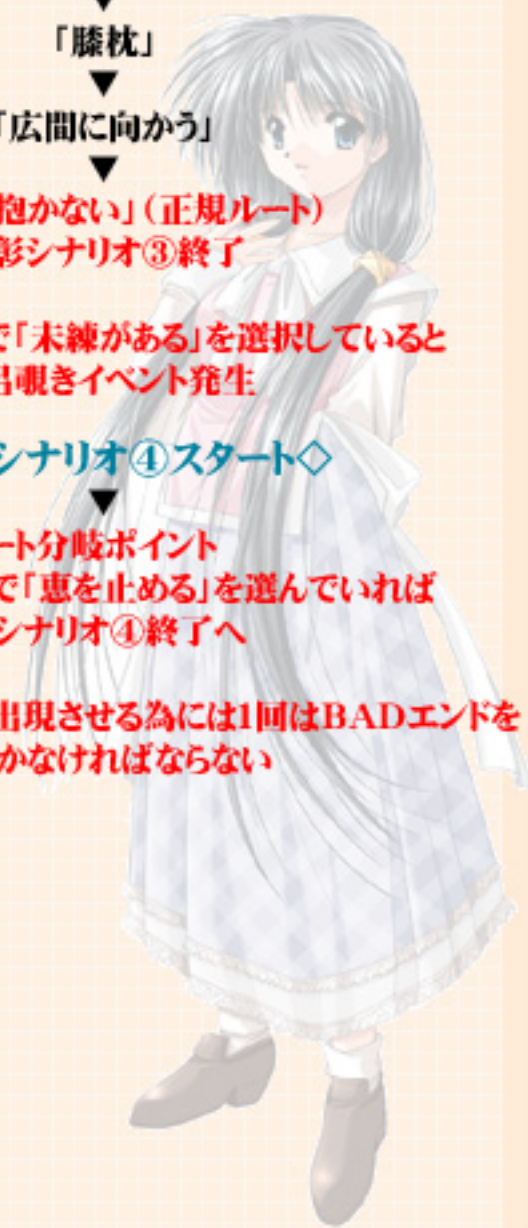 ▼
「膝枕」
▼
「広間に向かう」
▼
抱かない」(正規ルート)
彰シナリオ③終了
で「未練がある」を選択していると
呂覗きイベント発生
シナリオ④スタート◇
▼
ート分岐ポイント
で「恵を止める」を選んでいれば
シナリオ④終了へ
出現させる為には1回はBADエンドを
かなければならない